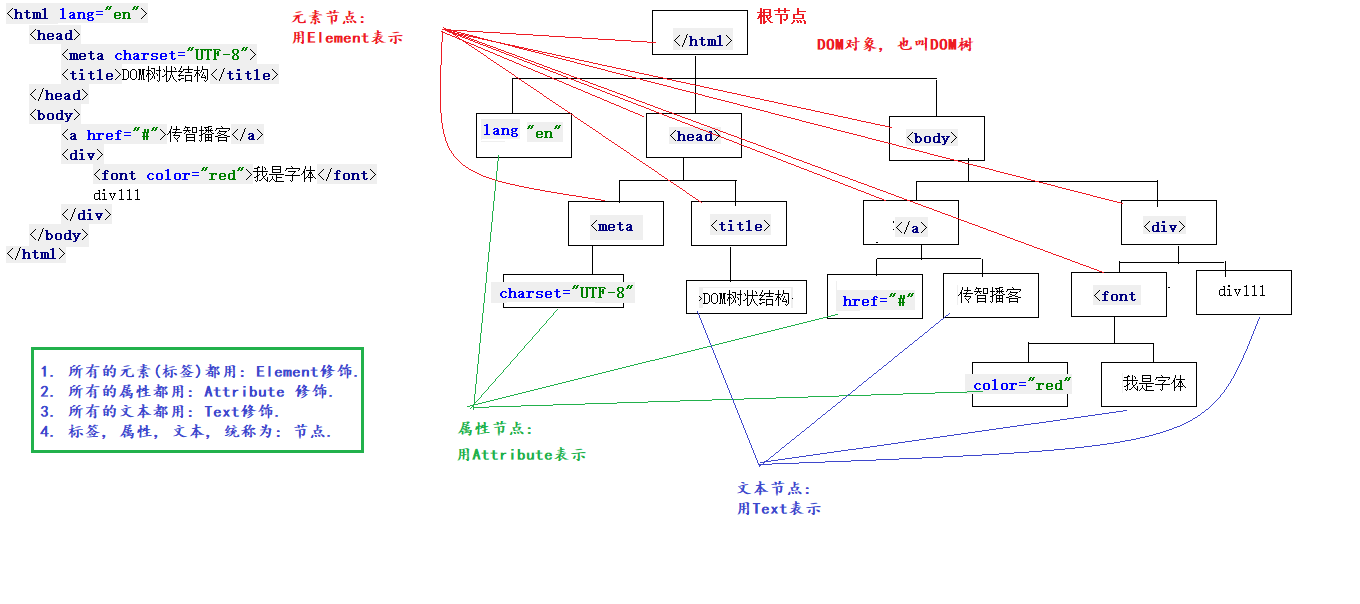 <html lang="en">
<head>
<meta charset="UTF-8">
<title>DOM树状结构</title>
</head>
<body>
<a href="#">传智播客</a>
<div>
<font color="red">我是字体</font>
div111
</div>
</body>
</html>
元素节点:
用Element表示
</html>
根节点
DOM对象, 也叫DOM树
lang "en"
<head>
<body>
<meta
<title>
</a>
<div>
charset="UTF-8"
>DOM树状结构
href="#"
传智播客
<font
div111
color="red"
我是字体
1. 所有的元素(标签)都用: Element修饰.
2. 所有的属性都用: Attribute 修饰.
3. 所有的文本都用: Text修饰.
4. 标签, 属性, 文本, 统称为: 节点.
属性节点:
用Attribute表示
文本节点:
用Text表示